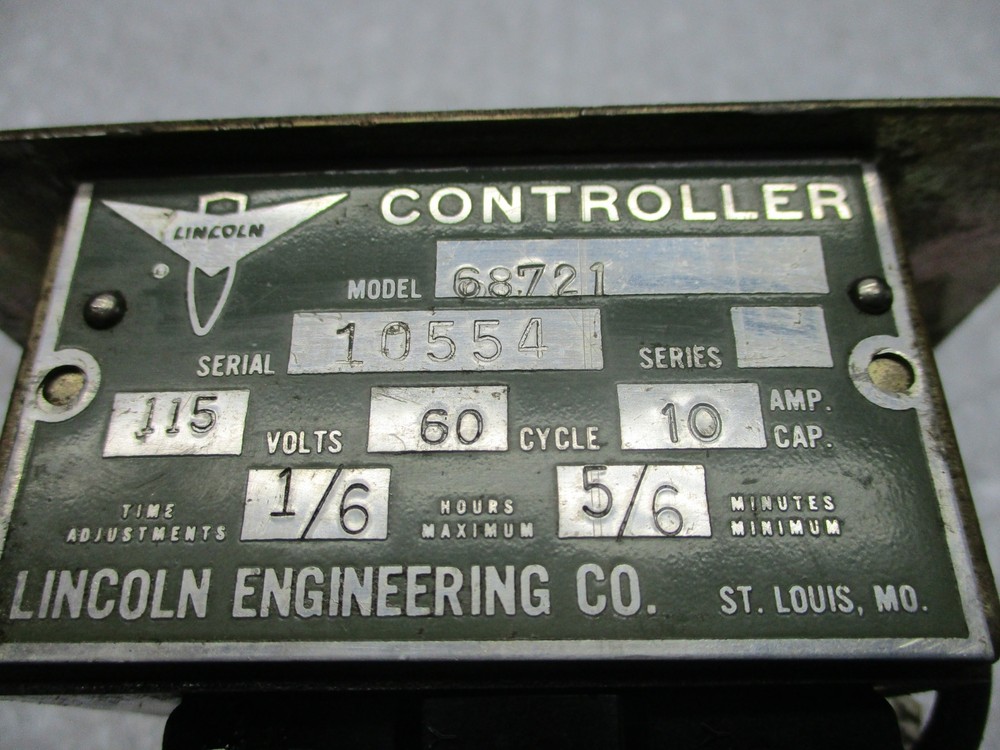 LINCOLN
®
CONTROLLER
MODEL 68721
SERIAL 10554 SERIES
115 VOLTS 60 CYCLE 10 AMP. CAP.
TIME ADJUSTMENTS 1/6 HOURS MAXIMUM 5/6 MINUTES MINIMUM
LINCOLN ENGINEERING CO. ST. LOUIS, MO.